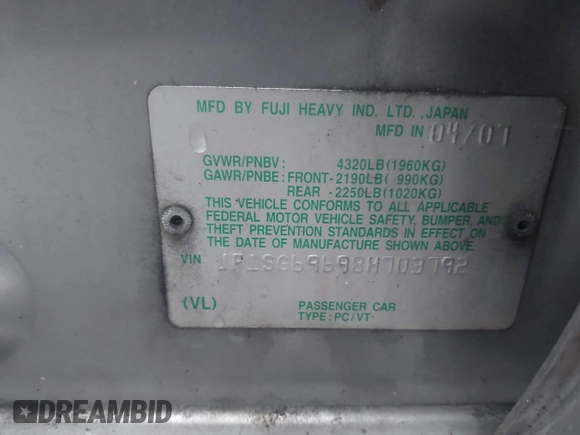 MFD BY FUJI HEAVY IND. LTD., JAPAN
MFD IN 04/07
GVWR/PNBV: 4320LB(1960KG)
GAWR/PNBE: FRONT-2190LB( 990KG)
REAR -2250LB(1020KG)
THIS VEHICLE CONFORMS TO ALL APPLICABLE
FEDERAL MOTOR VEHICLE SAFETY, BUMPER, AND
THEFT PREVENTION STANDARDS IN EFFECT ON
THE DATE OF MANUFACTURE SHOWN ABOVE.
VIN JF1SG69698H703792
(VL) PASSENGER CAR
TYPE:PC/VT
DREAMBID